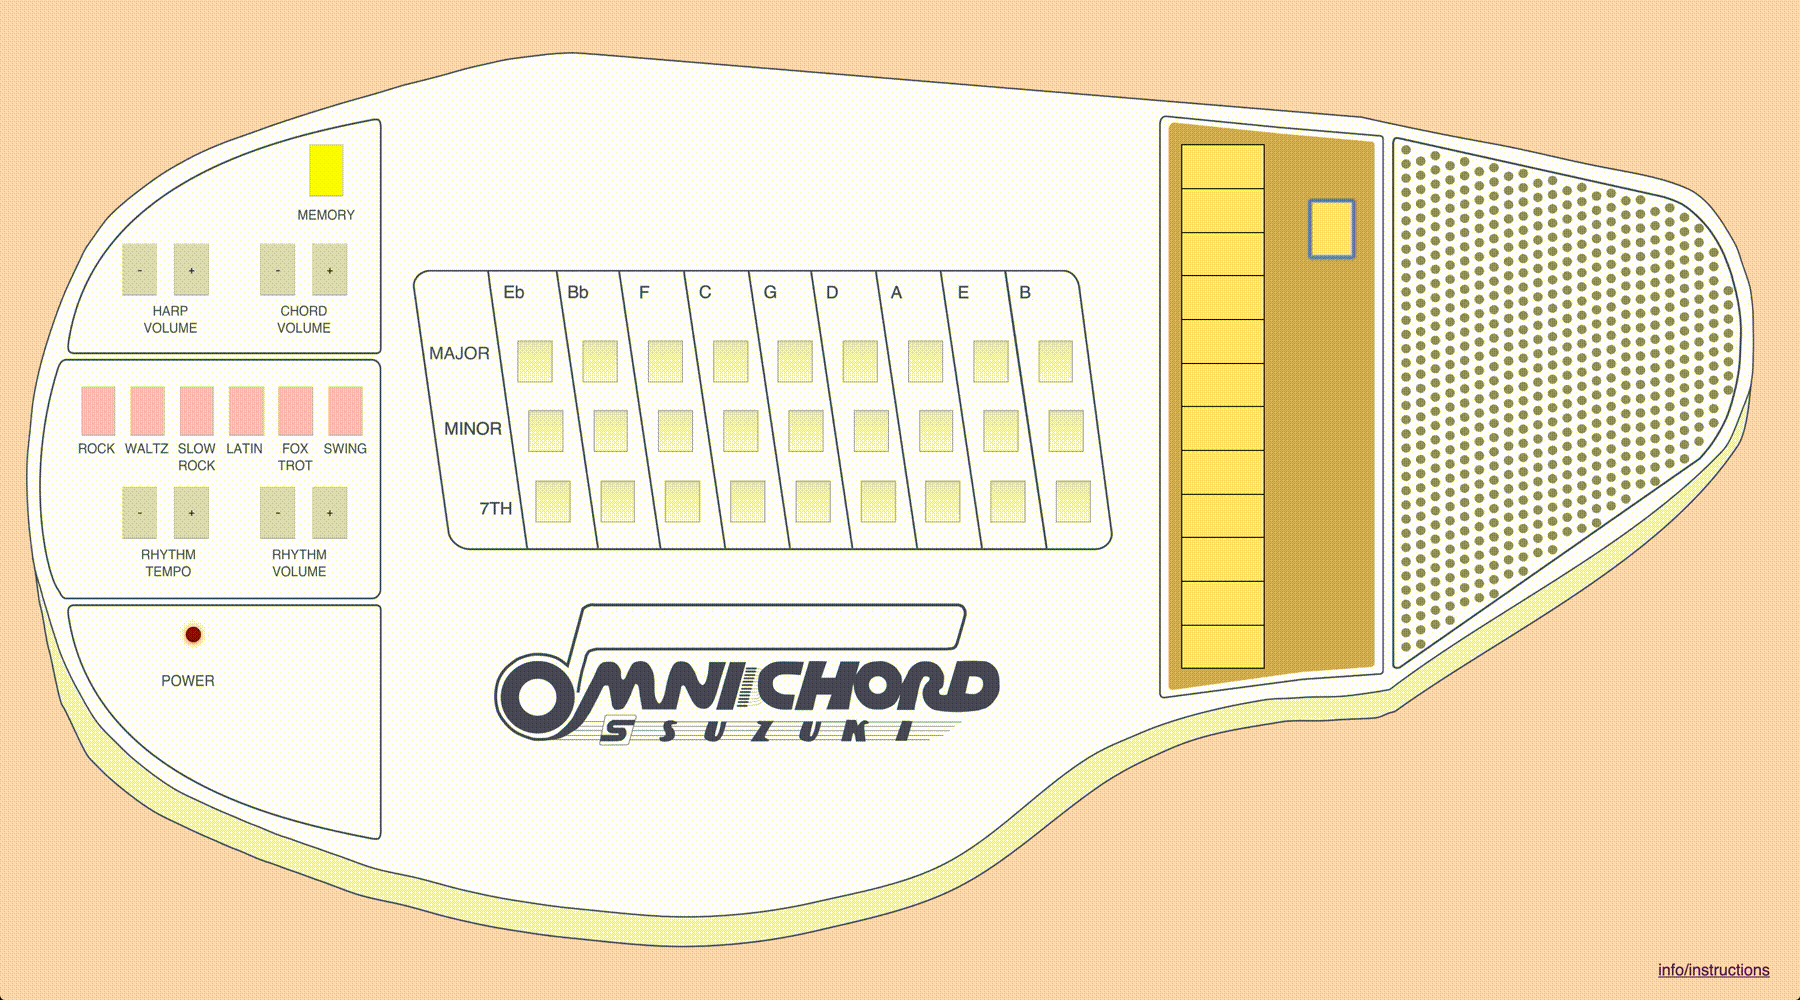 MEMORY
- + - +
HARP
VOLUME
CHORD
VOLUME
ROCK WALTZ SLOW
ROCK LATIN FOX
TROT SWING
- + - +
RHYTHM
TEMPO
RHYTHM
VOLUME
POWER
Eb Bb F C G D A E B
MAJOR
MINOR
7TH
OMNICHORD
S SUZUKI
info/instructions